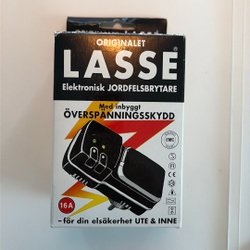 ORIGINALET
LASSE®
Elektronisk JORDFELSBRYTARE
Med inbyggt
ÖVERSPÄNNINGSSKYDD
16A
–för din elsäkerhet UTE & INNE